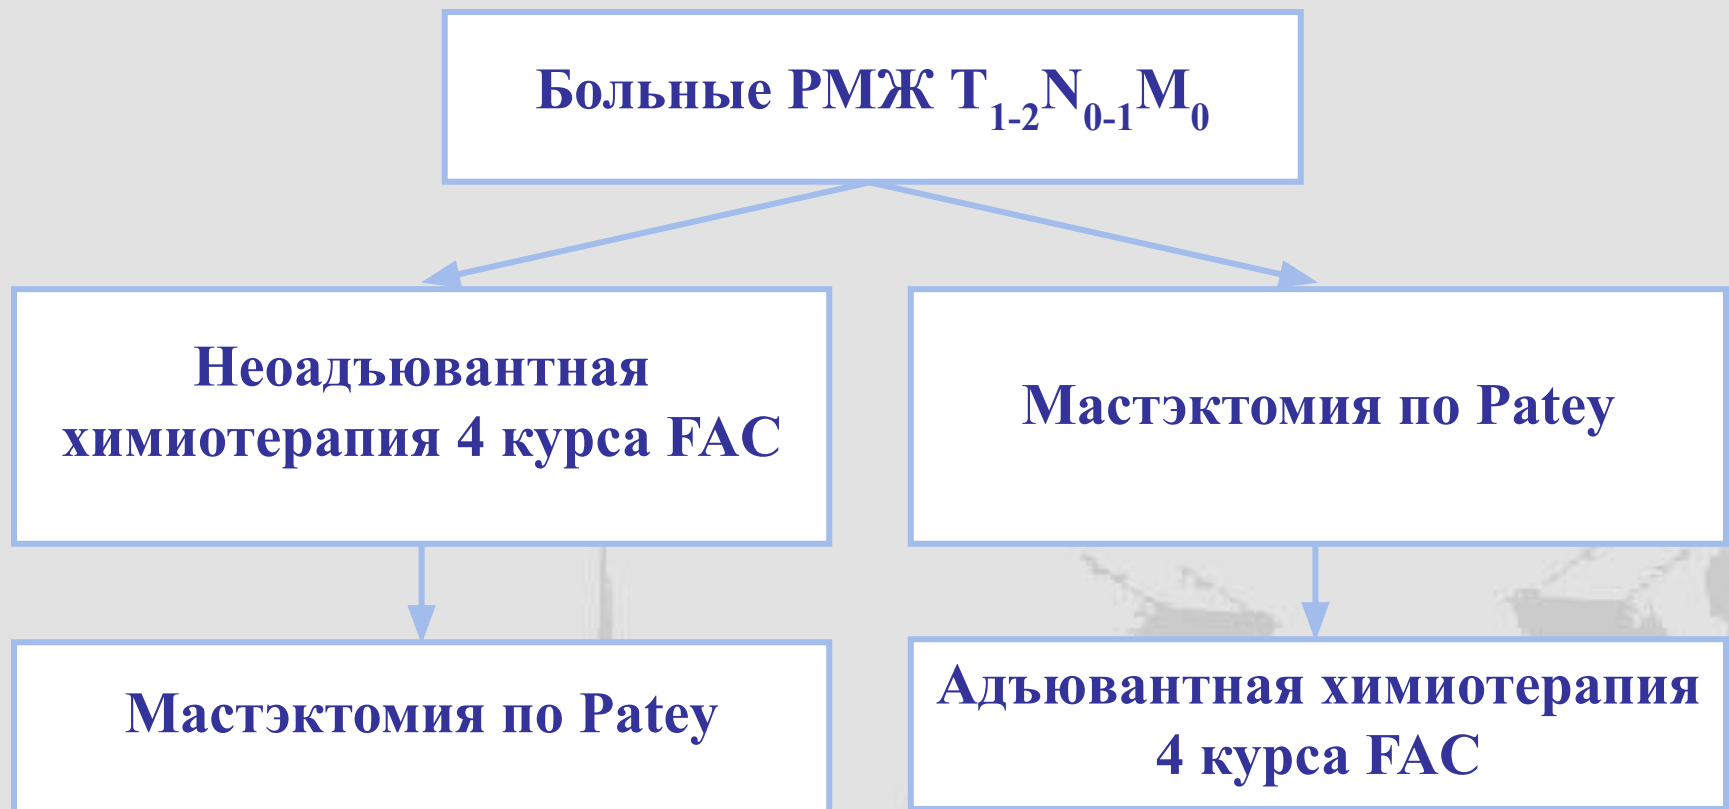 Больные РМЖ T1-2N0-1M0
Неоадъювантная
химиотерапия 4 курса FAC
Мастэктомия по Patey
Мастэктомия по Patey
Адъювантная химиотерапия
4 курса FAC